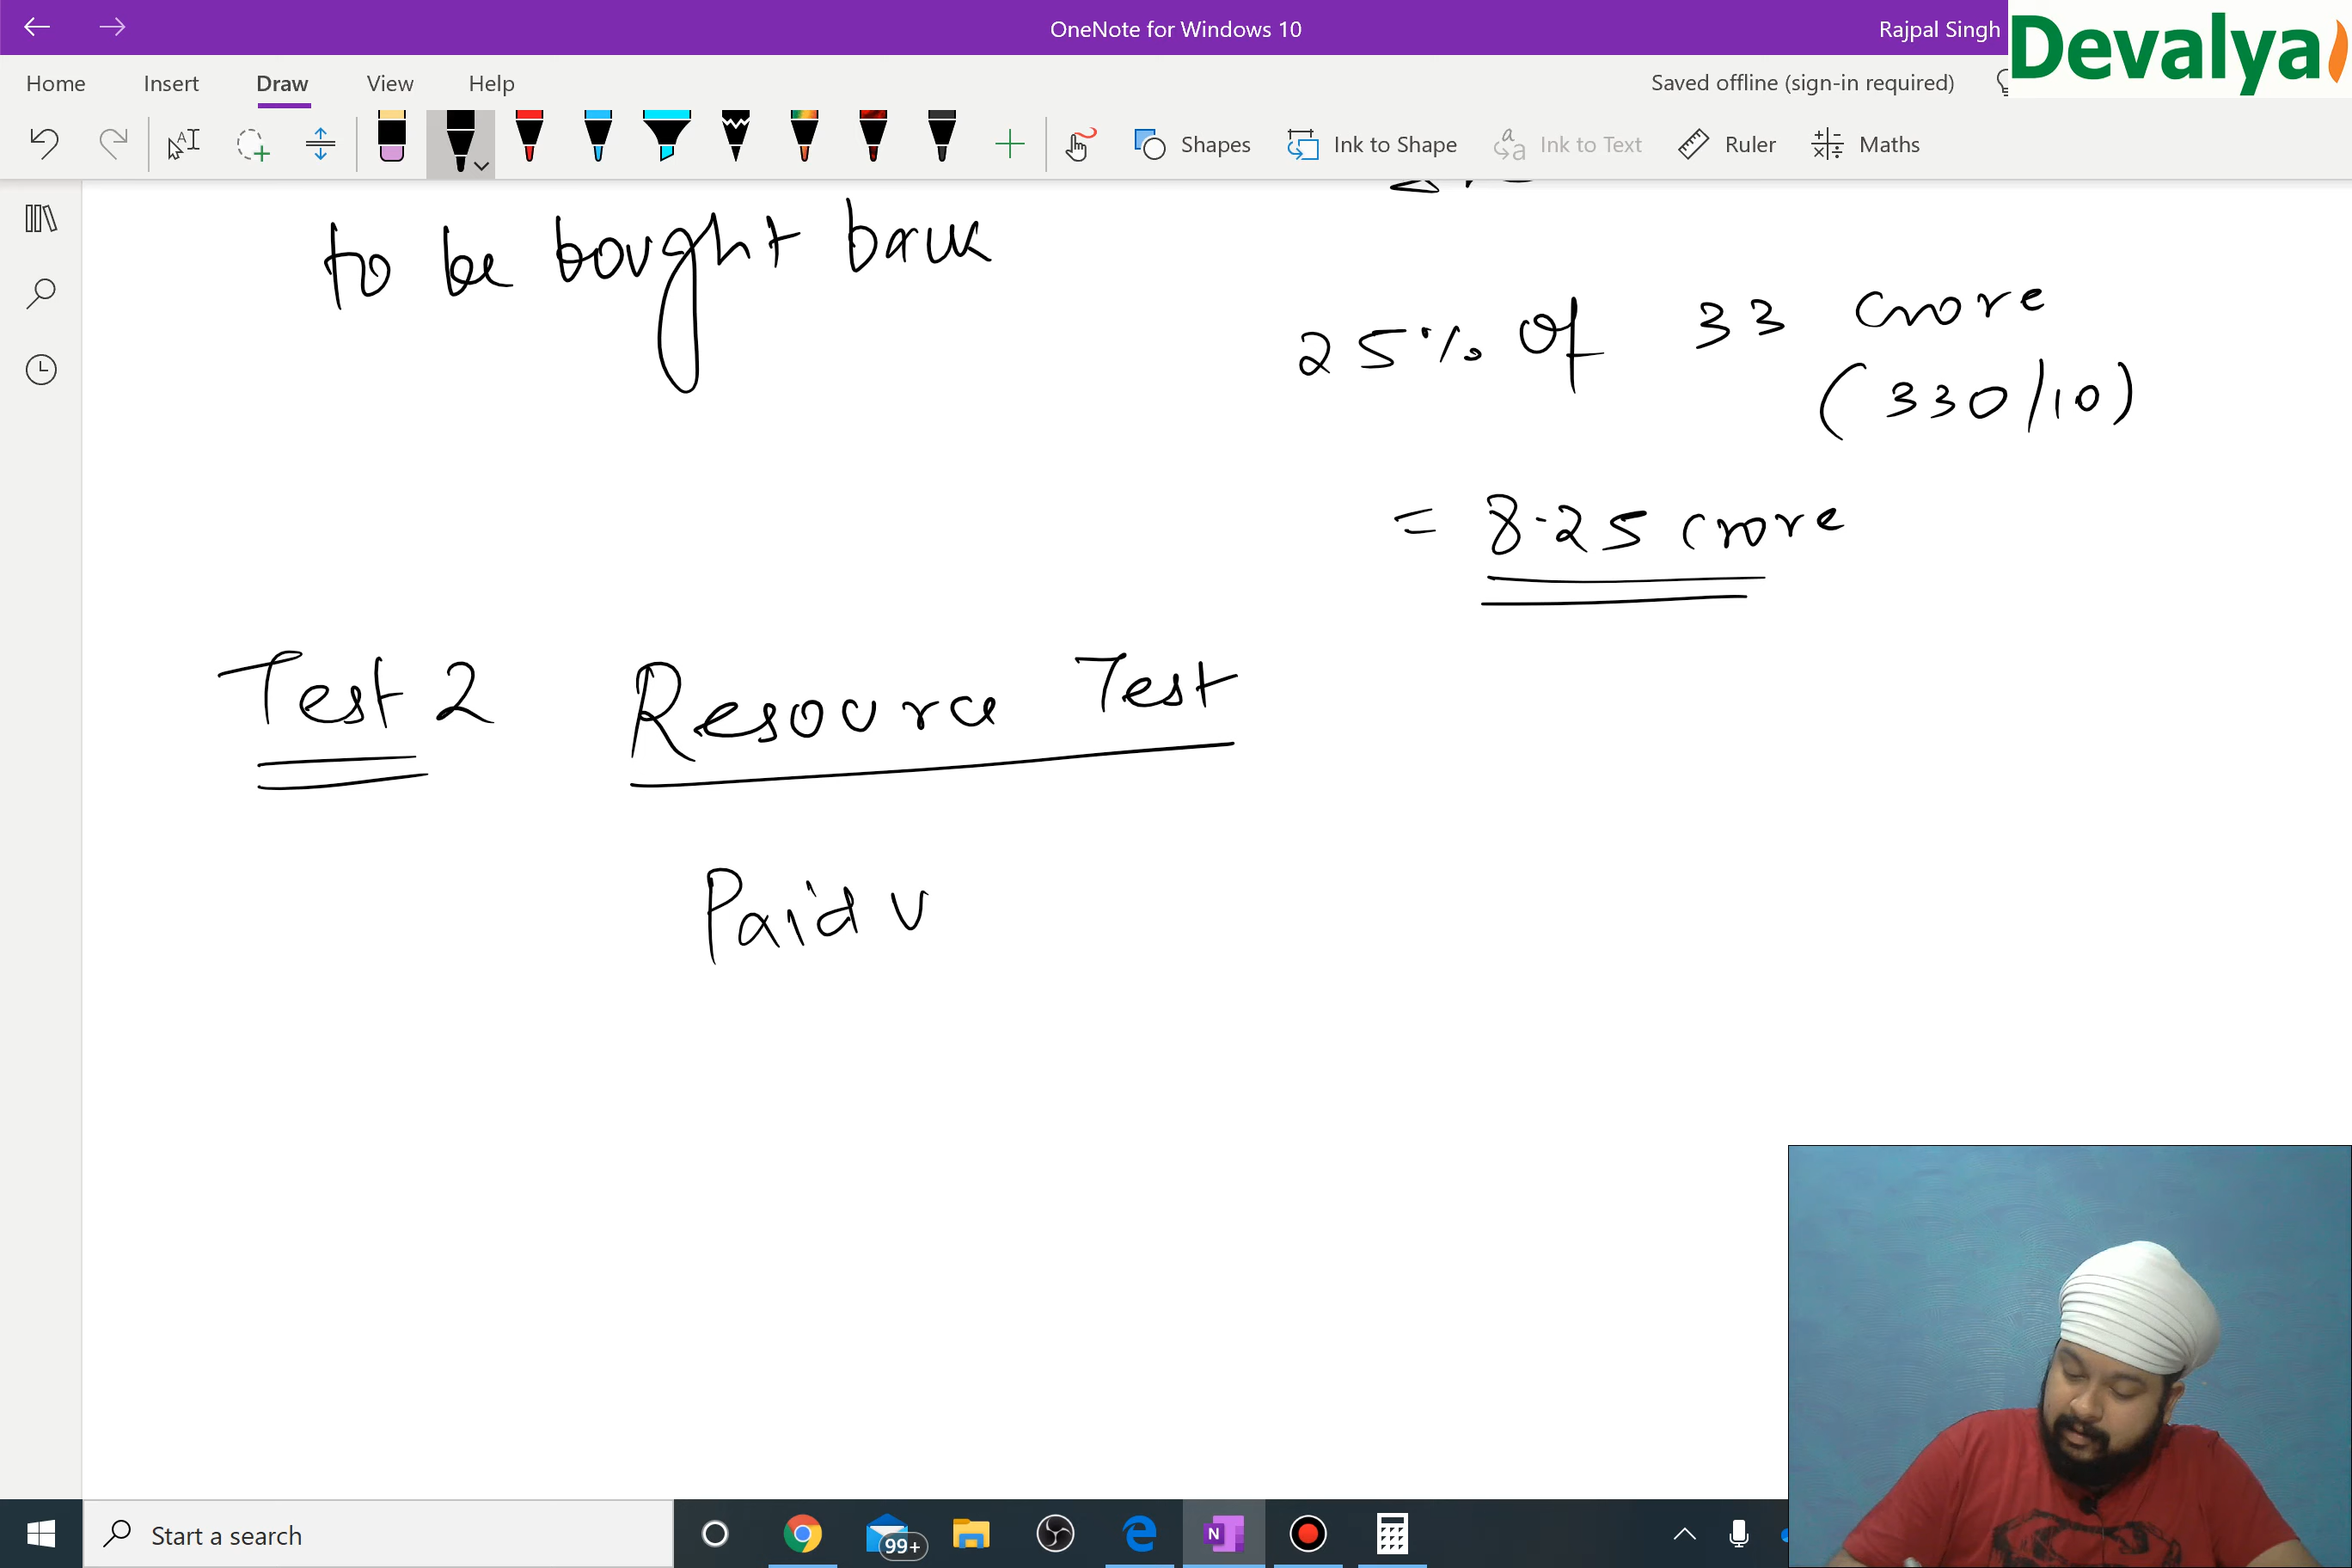 OneNote for Windows 10
Rajpal Singh
Devalya
Home Insert Draw View Help
Saved offline (sign-in required)
Shapes Ink to Shape Ink to Text Ruler Maths
to be bought back
25% of 33 crore
(330/10)
= 8.25 crore
Test 2 Resource Test
Paid u
Start a search
99+